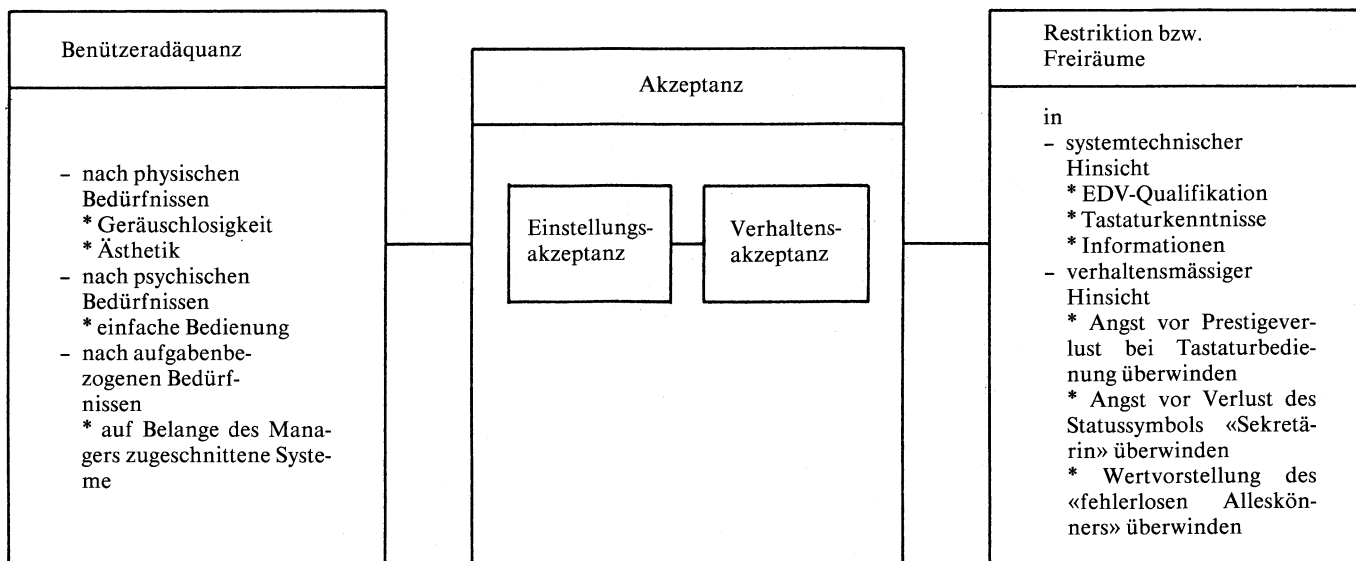 Benützeradäquanz
– nach physischen
Bedürfnissen
* Geräuschlosigkeit
* Ästhetik
– nach psychischen
Bedürfnissen
* einfache Bedienung
– nach aufgabenbe-
zogenen Bedürf-
nissen
* auf Belange des Mana-
gers zugeschnittene Syste-
me
Akzeptanz
Einstellungs-
akzeptanz
Verhaltens-
akzeptanz
Restriktion bzw.
Freiräume
in
– systemtechnischer
Hinsicht
* EDV-Qualifikation
* Tastaturkenntnisse
* Informationen
– verhaltensmässiger
Hinsicht
* Angst vor Prestigever-
lust bei Tastaturbedie-
nung überwinden
* Angst vor Verlust des
Statussymbols «Sekretä-
rin» überwinden
* Wertvorstellung des
«fehlerlosen Alleskön-
ners» überwinden